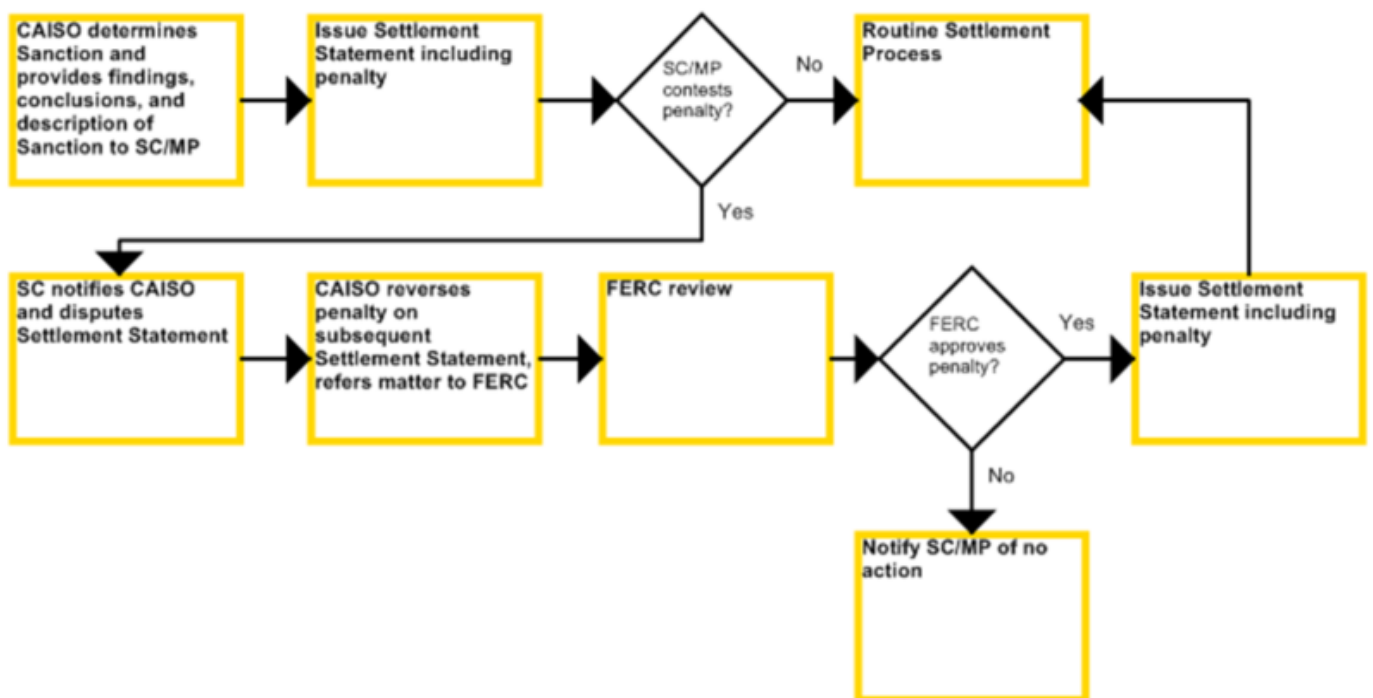 CAISO determines
Sanction and
provides findings,
conclusions, and
description of
Sanction to SC/MP
Issue Settlement
Statement including
penalty
SC/MP
contests
penalty?
No
Routine Settlement
Process
Yes
SC notifies CAISO
and disputes
Settlement Statement
CAISO reverses
penalty on
subsequent
Settlement Statement,
refers matter to FERC
FERC review
FERC
approves
penalty?
Yes
Issue Settlement
Statement including
penalty
No
Notify SC/MP of no
action